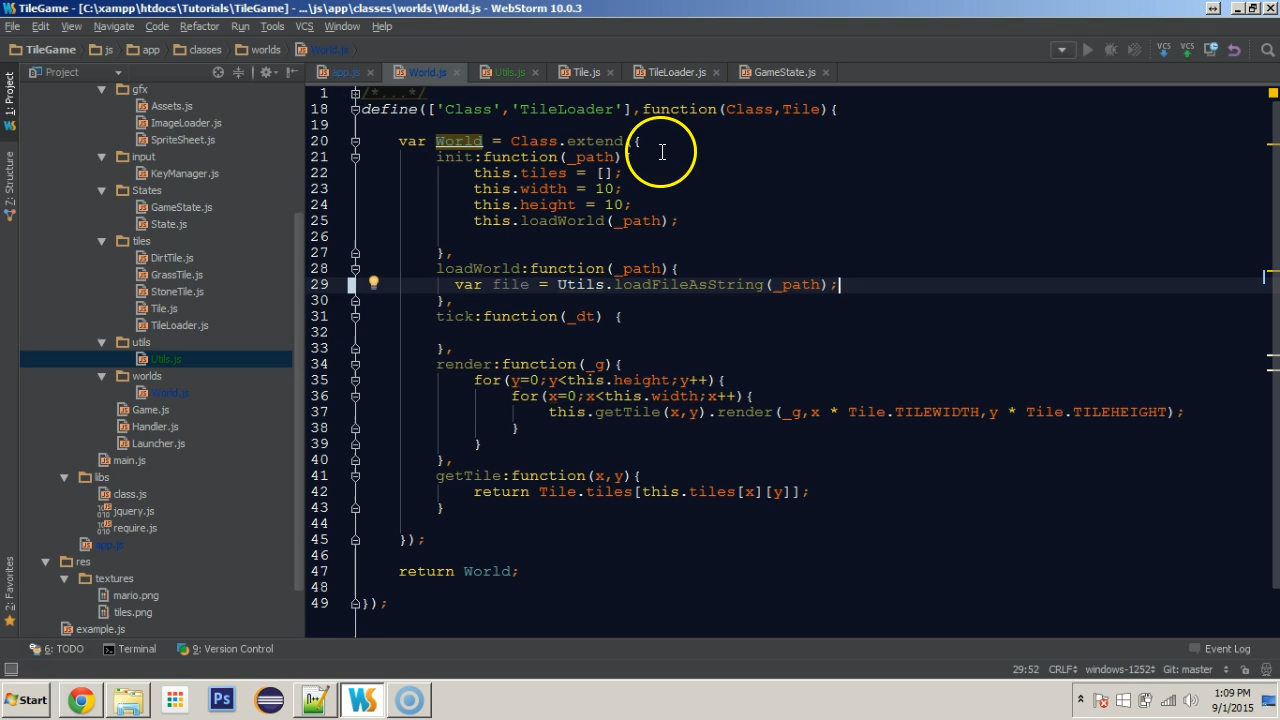 TileGame - [C:\xampp\htdocs\Tutorials\TileGame] - ...\js\app\classes\worlds\World.js - WebStorm 10.0.3
File Edit View Navigate Code Refactor Run Tools VCS Window Help
TileGame js app classes worlds World.js VCS VCS
Project app.js World.js Utils.js Tile.js TileLoader.js GameState.js
1: Project
Structure
2: Favorites
gfx
Assets.js
ImageLoader.js
SpriteSheet.js
input
KeyManager.js
States
GameState.js
State.js
tiles
DirtTile.js
GrassTile.js
StoneTile.js
Tile.js
TileLoader.js
utils
Utils.js
worlds
World.js
Game.js
Handler.js
Launcher.js
main.js
libs
class.js
jquery.js
require.js
app.js
res
textures
mario.png
tiles.png
example.js
1 /*...*/
18 define(['Class','TileLoader'],function(Class,Tile){
19
20 var World = Class.extend({
21 init:function(_path){
22 this.tiles = [];
23 this.width = 10;
24 this.height = 10;
25 this.loadWorld(_path);
26
27 },
28 loadWorld:function(_path){
29 var file = Utils.loadFileAsString(_path);
30 },
31 tick:function(_dt) {
32
33 },
34 render:function(_g){
35 for(y=0;y<this.height;y++){
36 for(x=0;x<this.width;x++){
37 this.getTile(x,y).render(_g,x * Tile.TILEWIDTH,y * Tile.TILEHEIGHT);
38 }
39 }
40 },
41 getTile:function(x,y){
42 return Tile.tiles[this.tiles[x][y]];
43 }
44
45 });
46
47 return World;
48
49 });
6: TODO Terminal 9: Version Control Event Log
29:52 CRLF windows-1252 Git: master
Start Ps WS 1:09 PM
9/1/2015